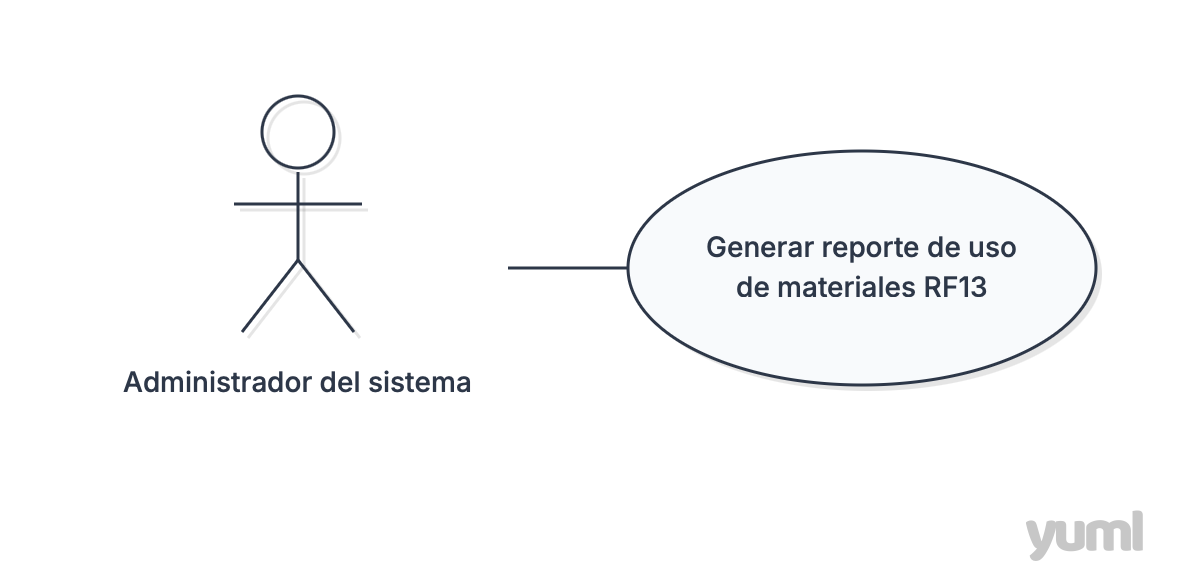 Generar reporte de uso
de materiales RF13
Administrador del sistema
yuml